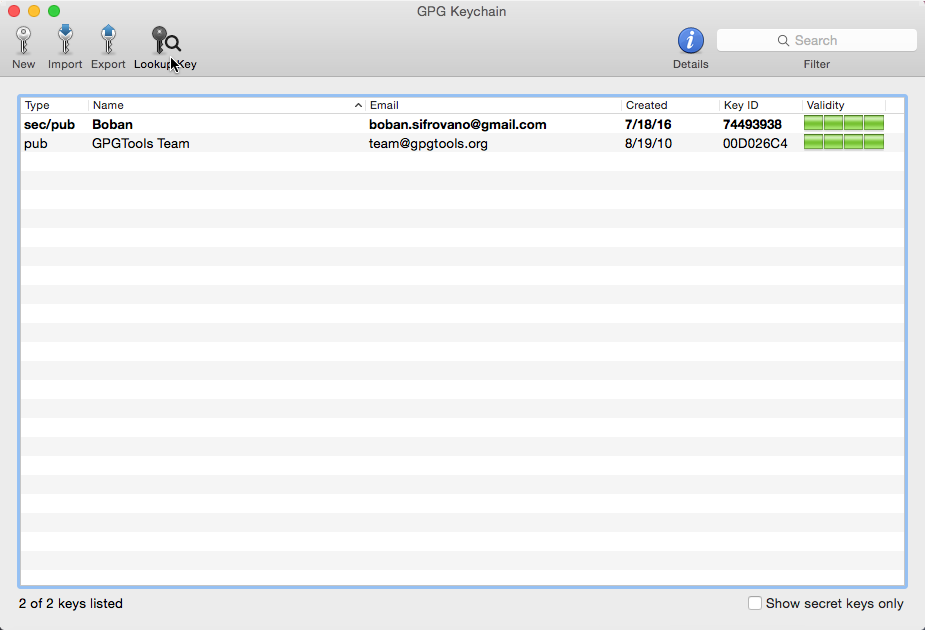 GPG Keychain
New Import Export Lookup Key Details Search Filter
Type Name Email Created Key ID Validity
sec/pub Boban boban.sifrovano@gmail.com 7/18/16 74493938
pub GPGTools Team team@gpgtools.org 8/19/10 00D026C4
2 of 2 keys listed Show secret keys only